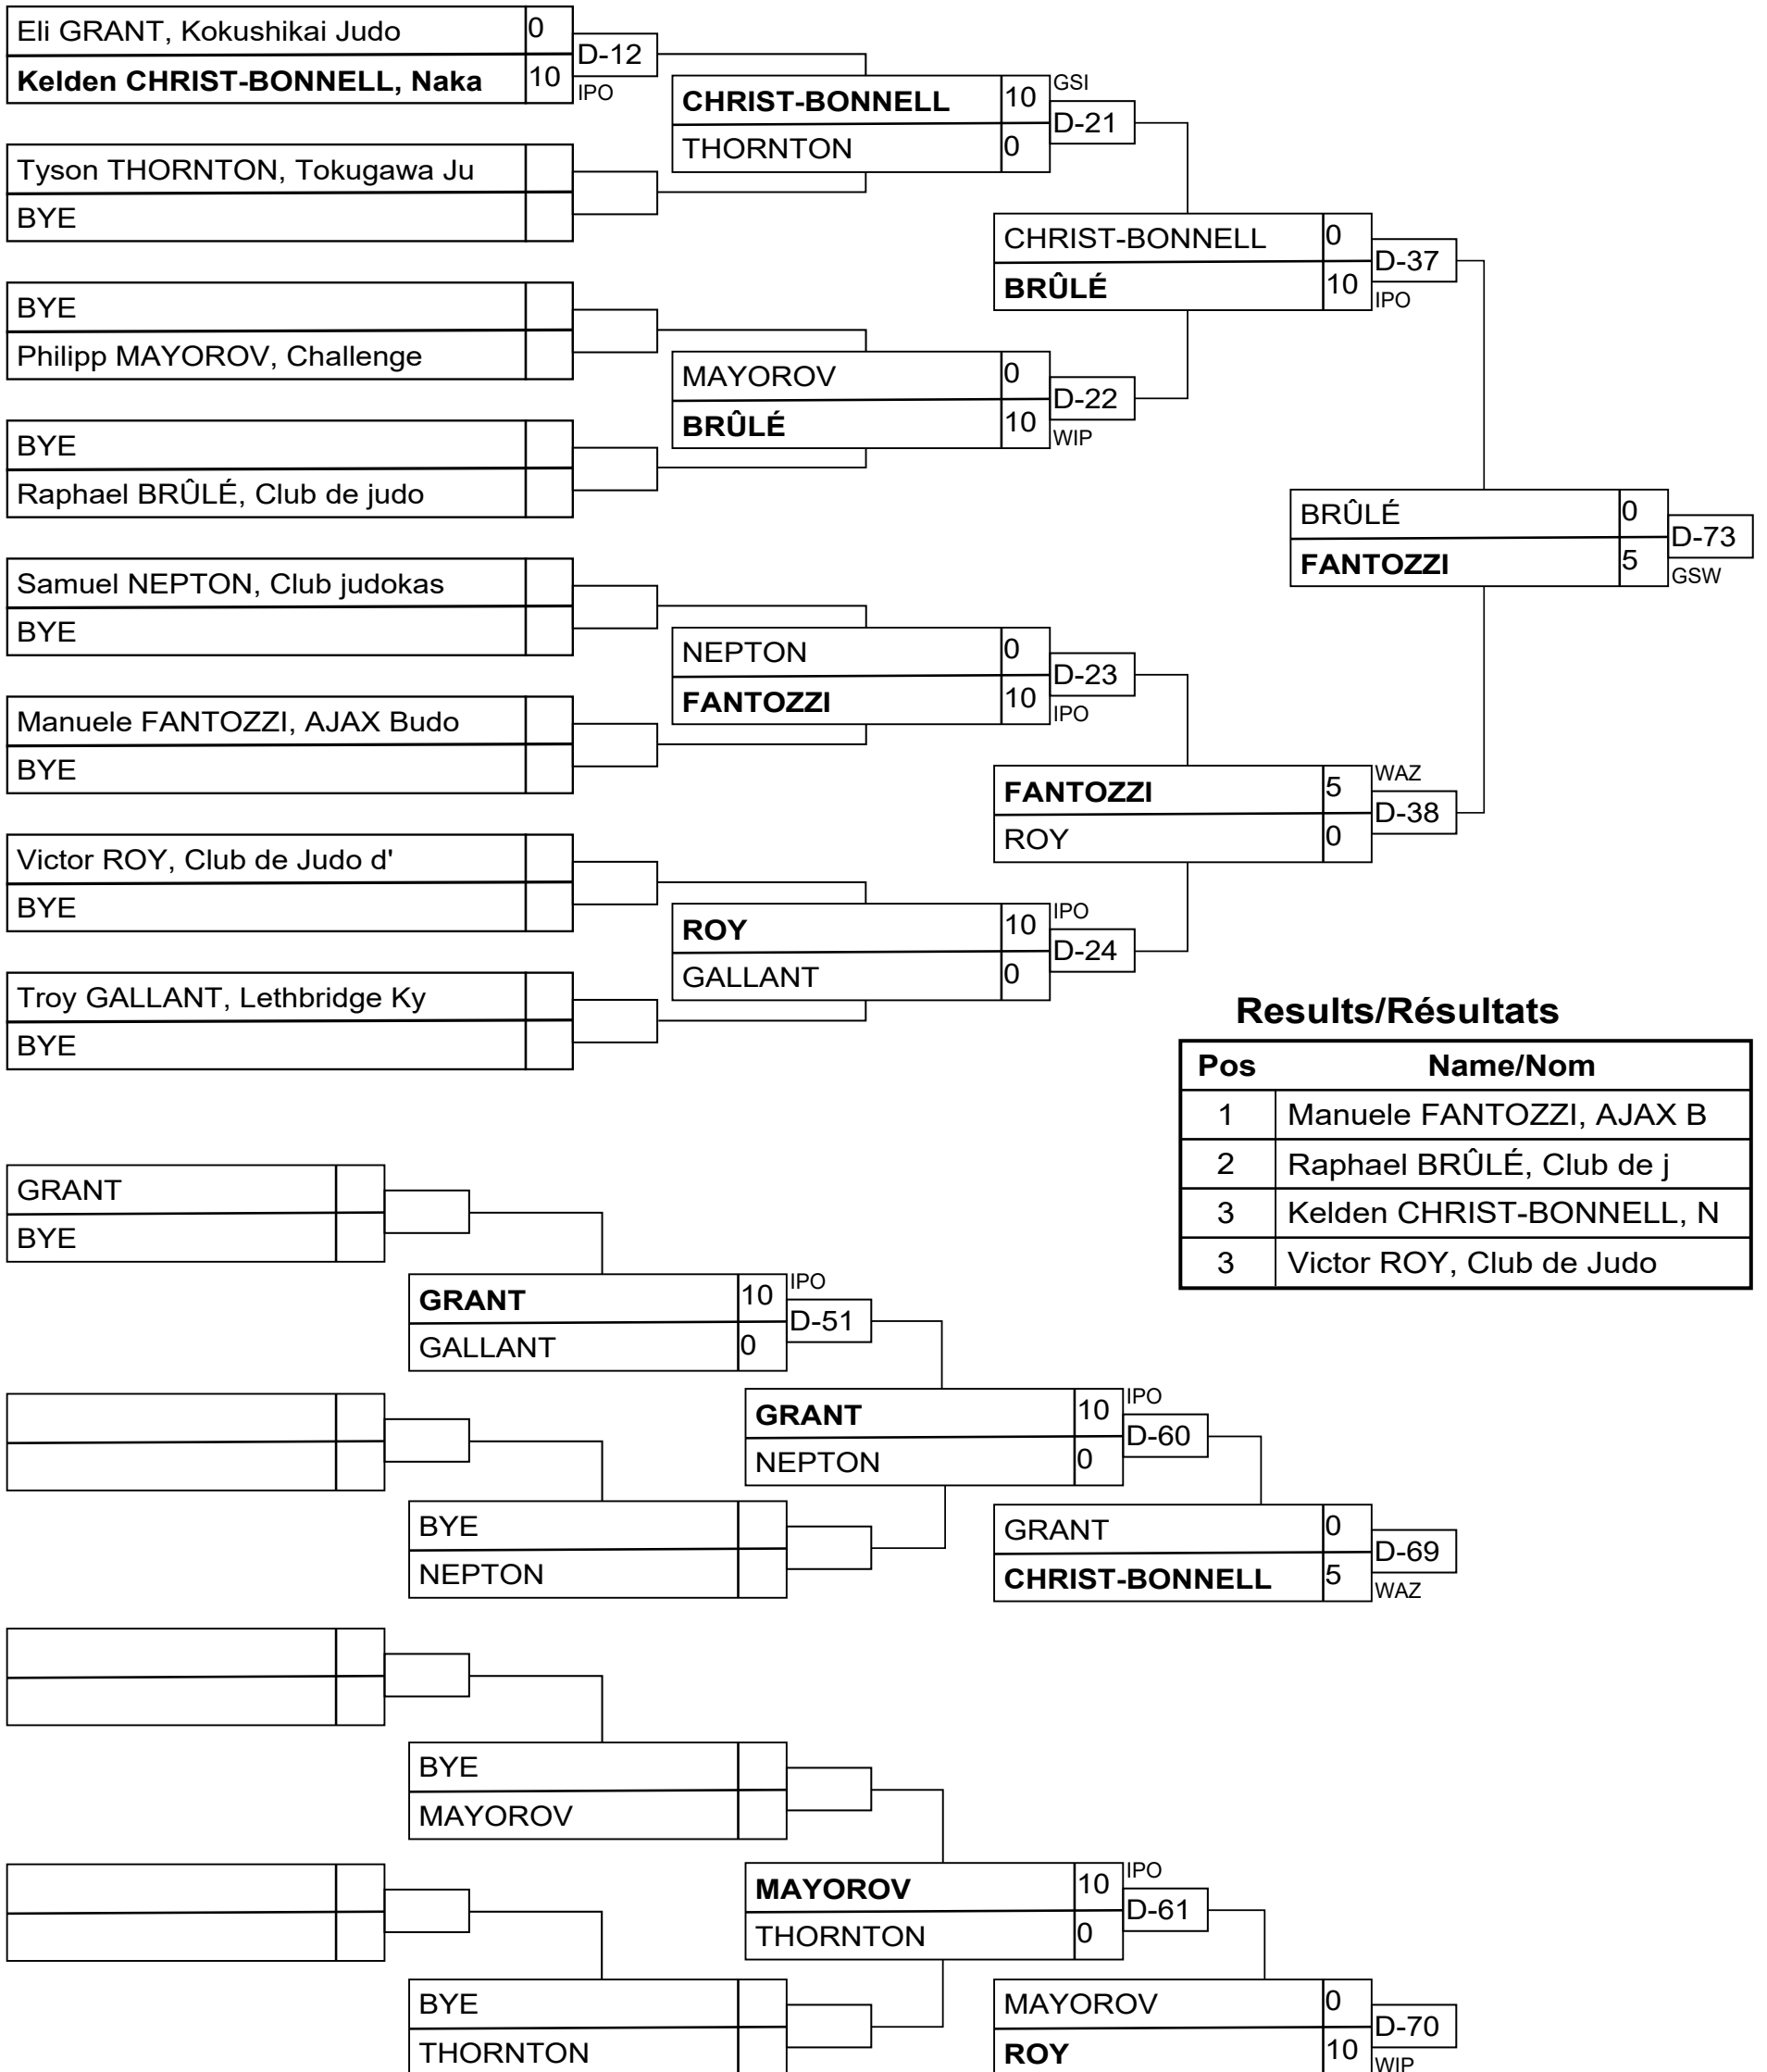 Eli GRANT, Kokushikai Judo 0
D-12
Kelden CHRIST-BONNELL, Naka 10
IPO
Tyson THORNTON, Tokugawa Ju
BYE
BYE
Philipp MAYOROV, Challenge
BYE
Raphael BRÛLÉ, Club de judo
Samuel NEPTON, Club judokas
BYE
Manuele FANTOZZI, AJAX Budo
BYE
Victor ROY, Club de Judo d'
BYE
Troy GALLANT, Lethbridge Ky
BYE
CHRIST-BONNELL 10
GSI
D-21
THORNTON 0
MAYOROV 0
D-22
BRÛLÉ 10
WIP
NEPTON 0
D-23
FANTOZZI 10
IPO
ROY 10
IPO
D-24
GALLANT 0
CHRIST-BONNELL 0
D-37
BRÛLÉ 10
IPO
FANTOZZI 5
WAZ
D-38
ROY 0
BRÛLÉ 0
D-73
FANTOZZI 5
GSW
Results/Résultats
Pos Name/Nom
1 Manuele FANTOZZI, AJAX B
2 Raphael BRÛLÉ, Club de j
3 Kelden CHRIST-BONNELL, N
3 Victor ROY, Club de Judo
GRANT
BYE
GRANT 10
IPO
D-51
GALLANT 0
BYE
NEPTON
GRANT 10
IPO
D-60
NEPTON 0
GRANT 0
D-69
CHRIST-BONNELL 5
WAZ
BYE
MAYOROV
BYE
THORNTON
MAYOROV 10
IPO
D-61
THORNTON 0
MAYOROV 0
D-70
ROY 10
WIP